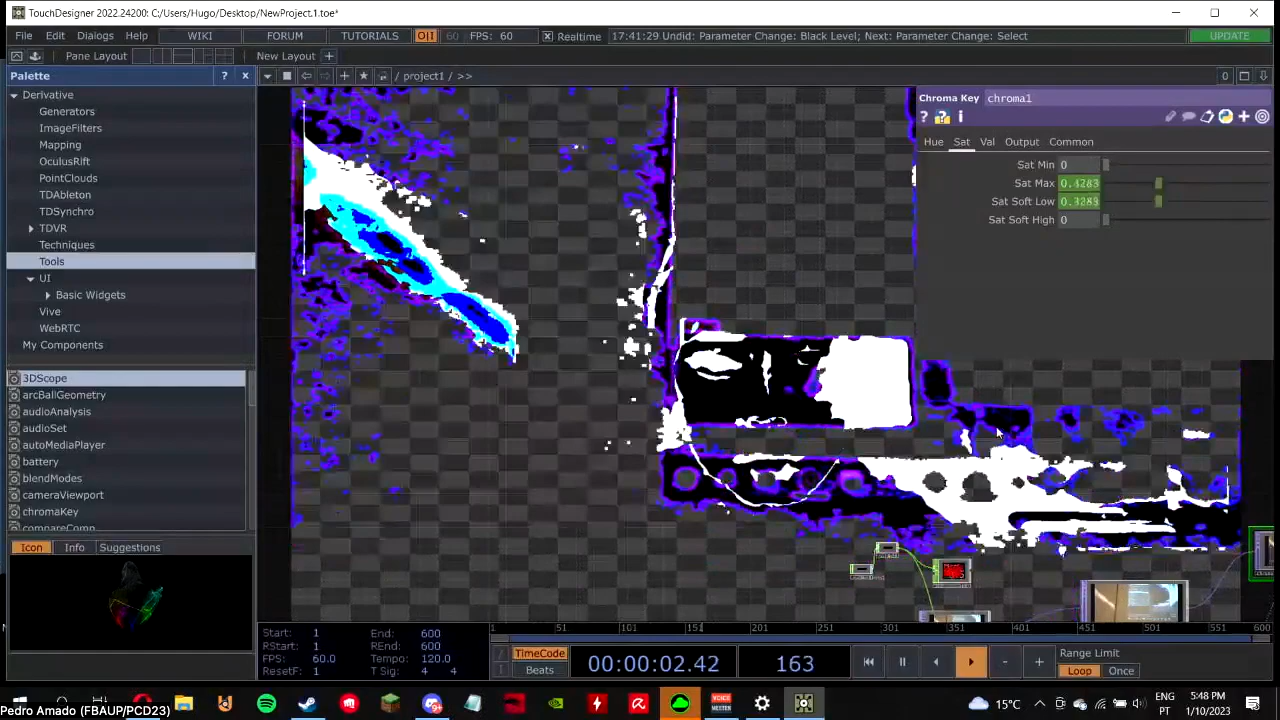 TouchDesigner 2022.24200: C:/Users/Hugo/Desktop/NewProject.1.toe*
File Edit Dialogs Help WIKI FORUM TUTORIALS O|I 60 FPS: 60 Realtime 17:41:29 Undid: Parameter Change: Black Level; Next: Parameter Change: Select UPDATE
Pane Layout New Layout +
Palette ? x / project1 / >> 0
Derivative
Generators
ImageFilters
Mapping
OculusRift
PointClouds
TDAbleton
TDSynchro
TDVR
Techniques
Tools
UI
Basic Widgets
Vive
WebRTC
My Components
3DScope
arcBallGeometry
audioAnalysis
audioSet
autoMediaPlayer
battery
blendModes
cameraViewport
chromaKey
compareComp
Icon Info Suggestions
Chroma Key chroma1
Hue Sat Val Output Common
Sat Min 0
Sat Max 0.4283
Sat Soft Low 0.3283
Sat Soft High 0
1 51 101 151 201 251 301 351 401 451 501 551 600
Start: 1 End: 600
RStart: 1 REnd: 600
FPS: 60.0 Tempo: 120.0
ResetF: 1 T Sig: 4 4
TimeCode
Beats
00:00:02.42 163
Range Limit
Loop Once
Pedro Amado (FBAUP/PCD23)
VOICE
MEETER
15°C
ENG
PT
5:48 PM
1/10/2023